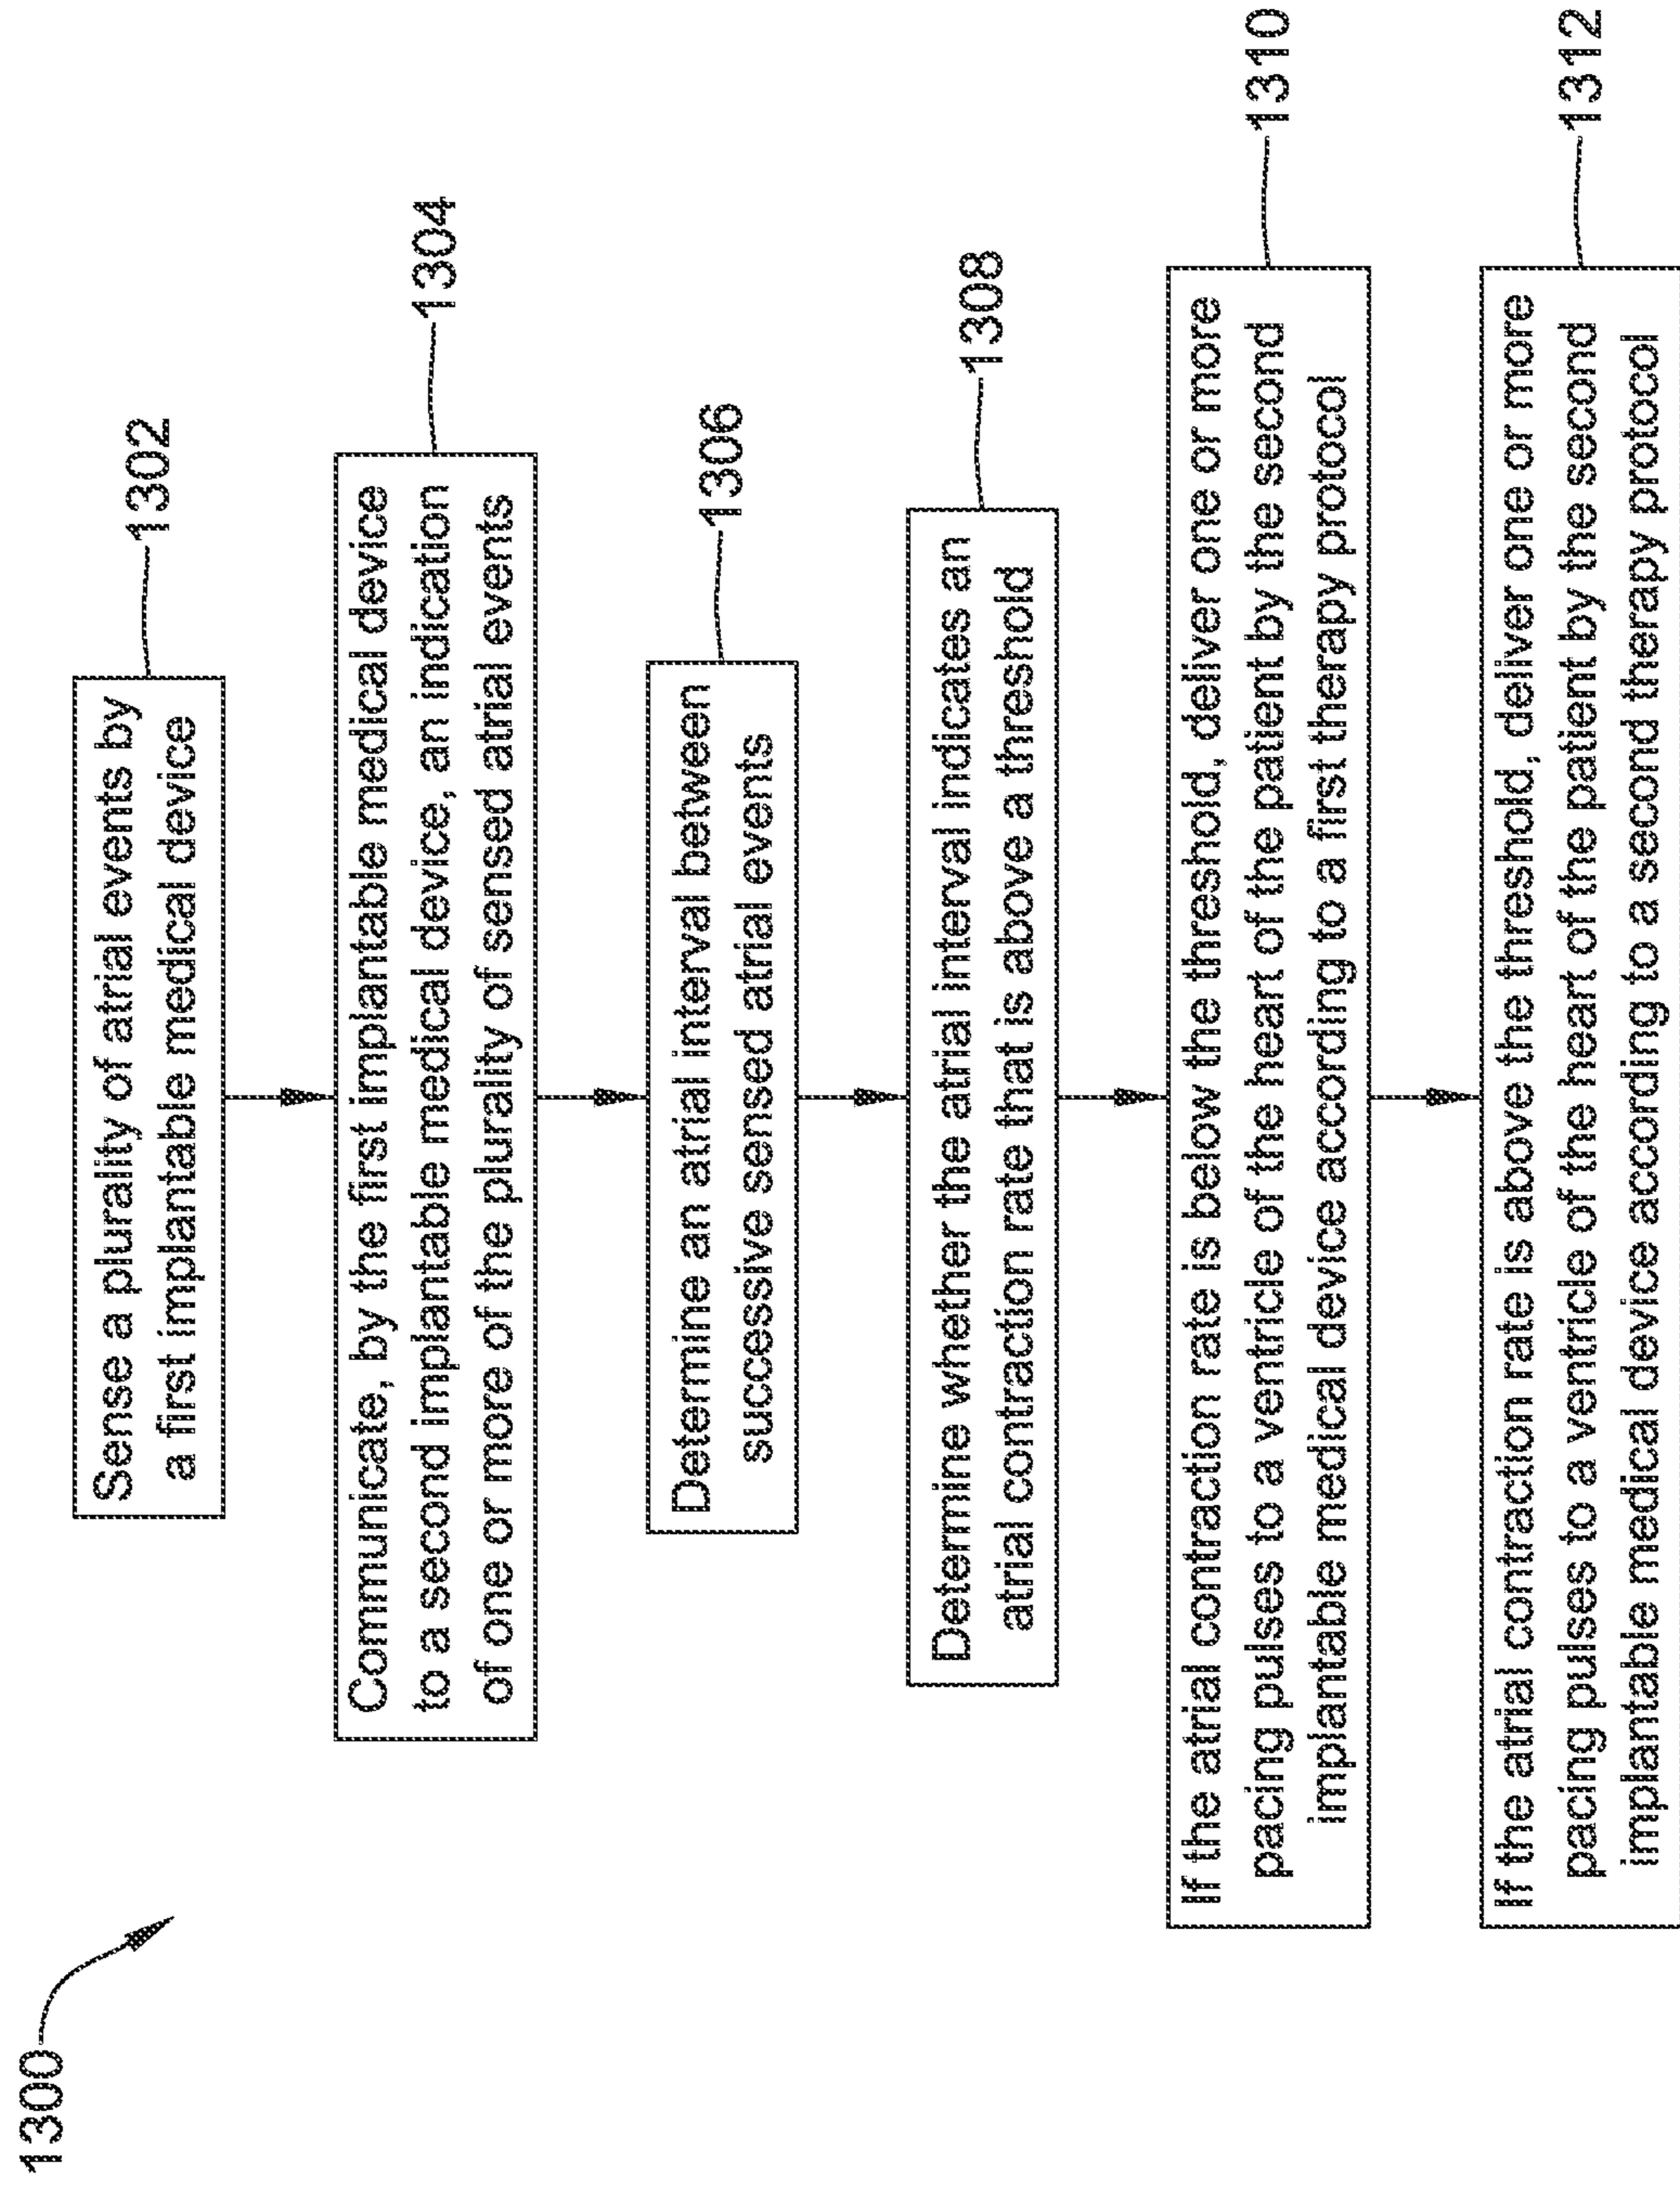 1300
Sense a plurality of atrial events by
a first implantable medical device
1302
Communicate, by the first implantable medical device
to a second implantable medical device, an indication
of one or more of the plurality of sensed atrial events
1304
Determine an atrial interval between
successive sensed atrial events
1306
Determine whether the atrial interval indicates an
atrial contraction rate that is above a threshold
1308
If the atrial contraction rate is below the threshold, deliver one or more
pacing pulses to a ventricle of the heart of the patient by the second
implantable medical device according to a first therapy protocol
1310
If the atrial contraction rate is above the threshold, deliver one or more
pacing pulses to a ventricle of the heart of the patient by the second
implantable medical device according to a second therapy protocol
1312